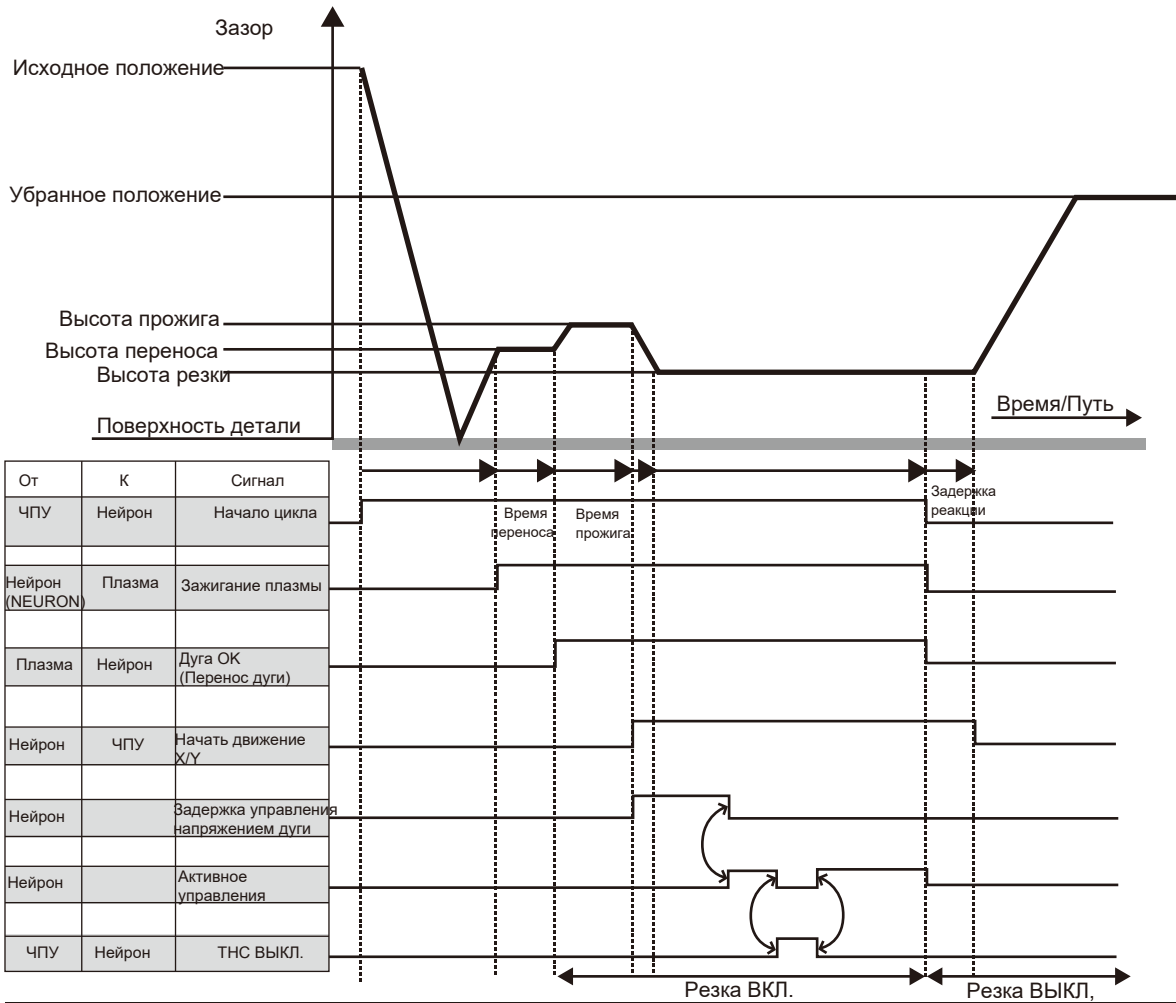 Зазор
Исходное положение
Убранное положение
Высота прожига
Высота переноса
Высота резки
Время/Путь
Поверхность детали
От К Сигнал
ЧПУ Нейрон Начало цикла
Время
переноса
Время
прожига
Задержка
реакции
Нейрон
(NEURON)
Плазма Зажигание плазмы
Плазма Нейрон Дуга OK
(Перенос дуги)
Нейрон ЧПУ Начать движение
X/Y
Нейрон Задержка управления
напряжением дуги
Нейрон Активное
управления
ЧПУ Нейрон THC ВЫКЛ.
Резка ВКЛ.
Резка ВЫКЛ,